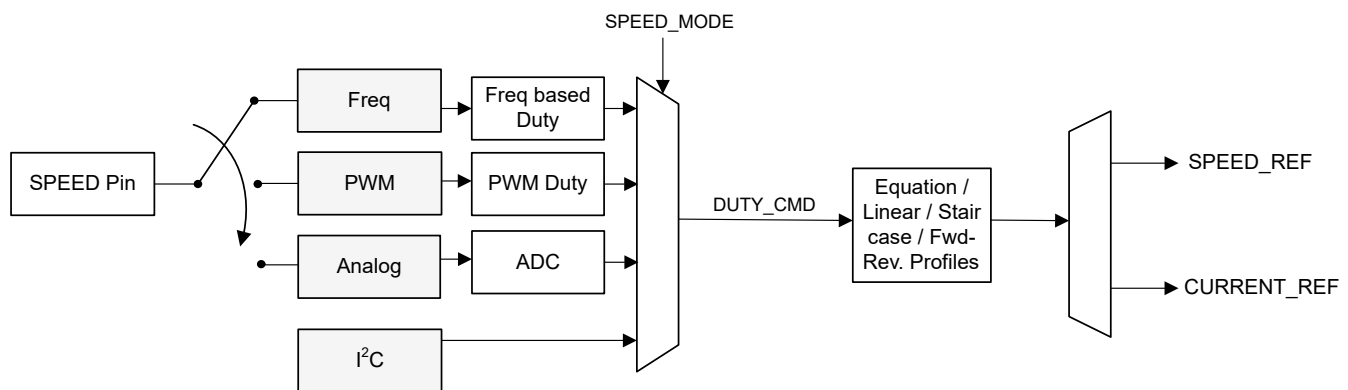 SPEED_MODE
Freq
Freq based
Duty
SPEED Pin
PWM
PWM Duty
Analog
ADC
I²C
DUTY_CMD
Equation /
Linear / Stair
case / Fwd-
Rev. Profiles
SPEED_REF
CURRENT_REF